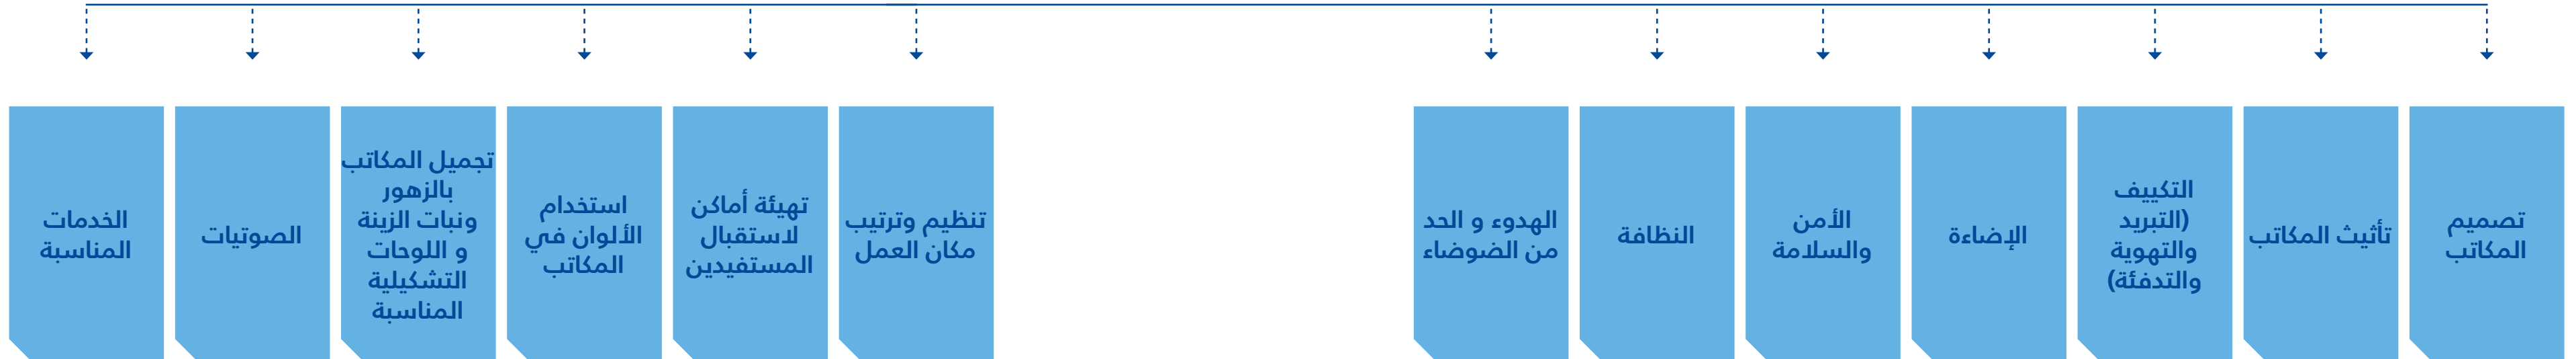 تصميم
المكاتب
تأثيث المكاتب
التكييف
(التبريد
والتهوية
والتدفئة)
الإضاءة
الأمن
والسلامة
النظافة
الهدوء و الحد
من الضوضاء
تنظيم وترتيب
مكان العمل
تهيئة أماكن
لاستقبال
المستفيدين
استخدام
الألوان في
المكاتب
تجميل المكاتب
بالزهور
ونبات الزينة
و اللوحات
التشكيلية
المناسبة
الصوتيات
الخدمات
المناسبة